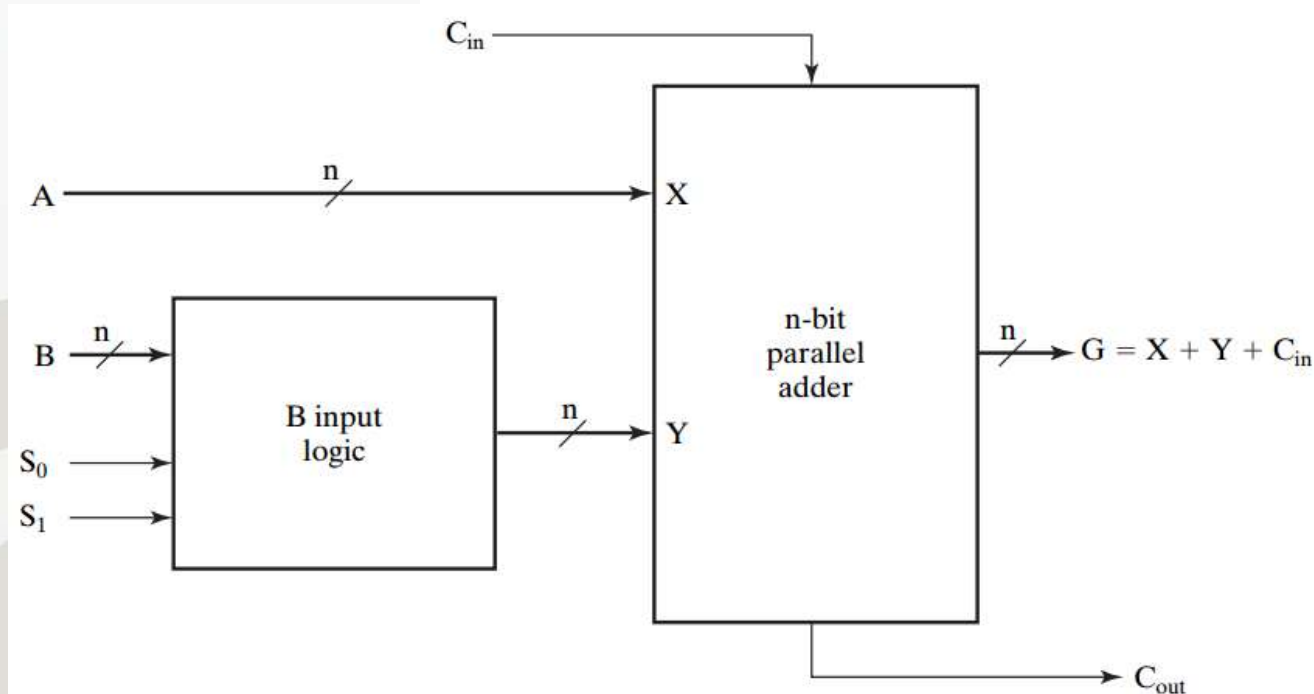 C_in
n
A
X
n
B
B input
logic
S_0
S_1
n
Y
n-bit
parallel
adder
n
G = X + Y + C_in
C_out